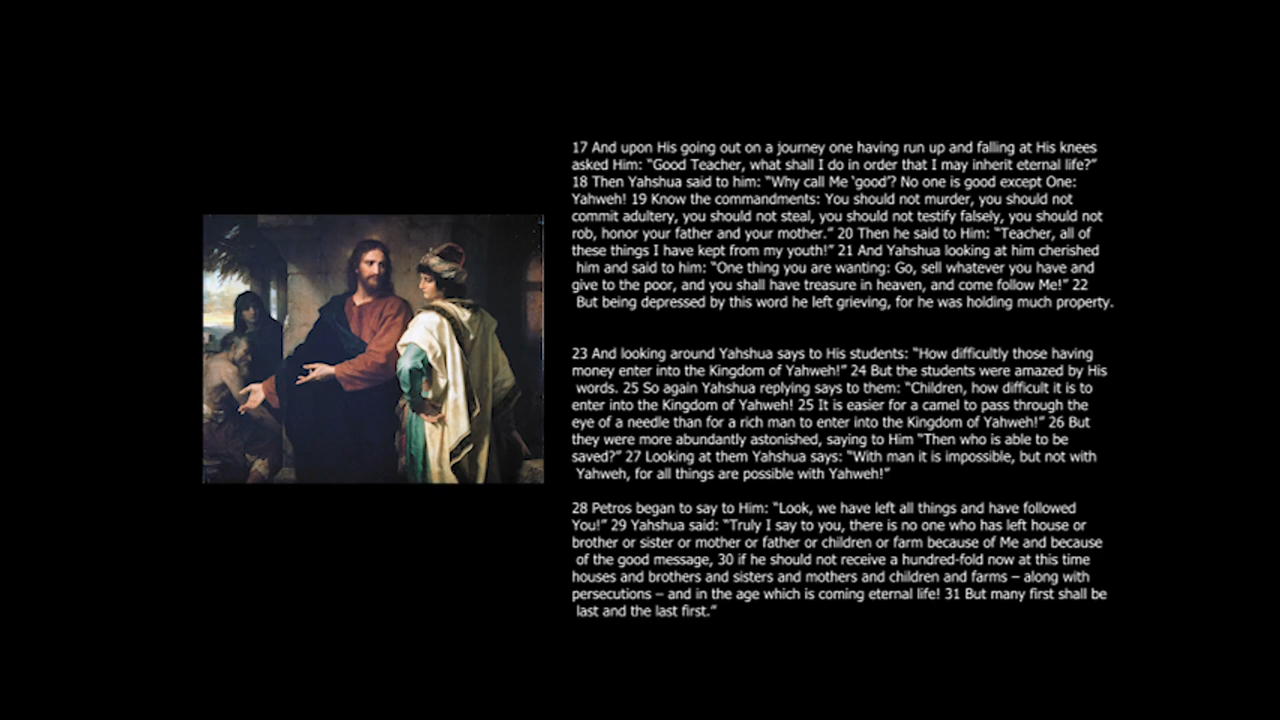 17 And upon His going out on a journey one having run up and falling at His knees
asked Him: “Good Teacher, what shall I do in order that I may inherit eternal life?”
18 Then Yahshua said to him: “Why call Me ‘good’? No one is good except One:
Yahweh! 19 Know the commandments: You should not murder, you should not
commit adultery, you should not steal, you should not testify falsely, you should not
rob, honor your father and your mother.” 20 Then he said to Him: “Teacher, all of
these things I have kept from my youth!” 21 And Yahshua looking at him cherished
him and said to him: “One thing you are wanting: Go, sell whatever you have and
give to the poor, and you shall have treasure in heaven, and come follow Me!” 22
But being depressed by this word he left grieving, for he was holding much property.
23 And looking around Yahshua says to His students: “How difficultly those having
money enter into the Kingdom of Yahweh!” 24 But the students were amazed by His
words. 25 So again Yahshua replying says to them: “Children, how difficult it is to
enter into the Kingdom of Yahweh! 25 It is easier for a camel to pass through the
eye of a needle than for a rich man to enter into the Kingdom of Yahweh!” 26 But
they were more abundantly astonished, saying to Him “Then who is able to be
saved?” 27 Looking at them Yahshua says: “With man it is impossible, but not with
Yahweh, for all things are possible with Yahweh!”
28 Petros began to say to Him: “Look, we have left all things and have followed
You!” 29 Yahshua said: “Truly I say to you, there is no one who has left house or
brother or sister or mother or father or children or farm because of Me and because
of the good message, 30 if he should not receive a hundred-fold now at this time
houses and brothers and sisters and mothers and children and farms – along with
persecutions – and in the age which is coming eternal life! 31 But many first shall be
last and the last first.”